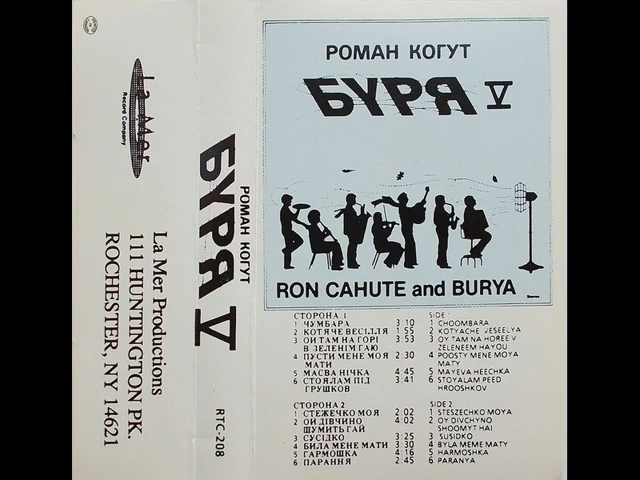 La Mer
Record Company
La Mer Productions
111 HUNTINGTON PK.
ROCHESTER, NY 14621
РОМАН КОГУТ
БУРЯ V
RTC-208
РОМАН КОГУТ
БУРЯ V
RON CAHUTE and BURYA
СТОРОНА 1
1 ЧУМБАРА 3:10
2 КОТЯЧЕ ВЕСІЛЛЯ 1:55
3 ОЙ ТАМ НА ГОРІ 3:53
В ЗЕЛЕНІМ ГАЮ
4 ПУСТИ МЕНЕ МОЯ 2:30
МАТИ
5 МАЄВА НІЧКА 4:45
6 СТОЯЛАМ ПІД 3:41
ГРУШКОВ
SIDE 1
1 CHOOMBARA
2 KOTYACHE VESEELYA
3 OY TAM NA HOREE V
ZELENEEM HAYOU
4 POOSTY MENE MOYA
MATY
5 MAYEVA HEECHKA
6 STOYALAM PEED
HROOSHKOV
СТОРОНА 2
1 СТЕЖЕЧКО МОЯ 2:02
2 ОЙ ДІВЧИНО 4:02
ШУМИТЬ ГАЙ
3 СУСІДКО 3:25
4 БИЛА МЕНЕ МАТИ 3:30
5 ГАРМОШКА 4:16
6 ПАРАННЯ 2:45
SIDE 2
1 STESZECHKO MOYA
2 OY DIVCHYNO
SHOOMYT HAI
3 SUSIDKO
4 BYLA MEME MATY
5 HARMOSHKA
6 PARANYA